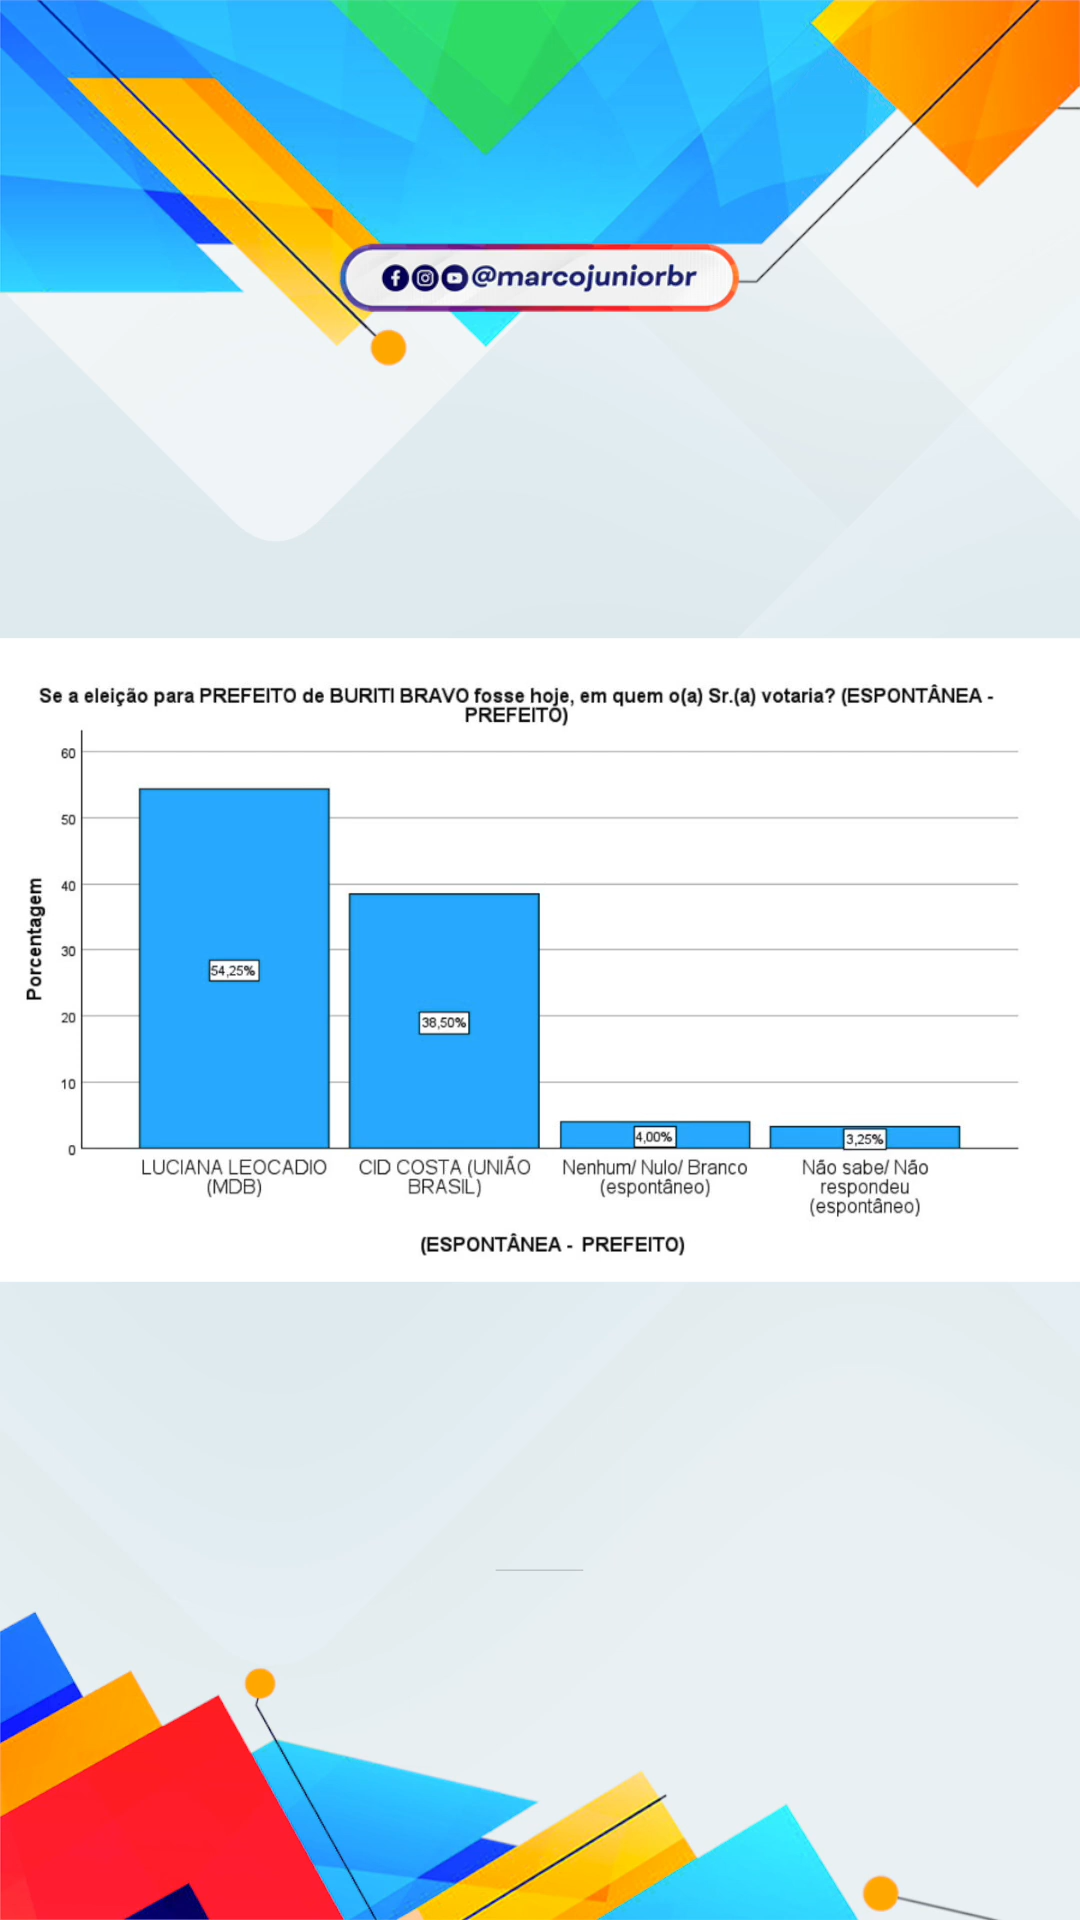 @marcojuniorbr
Se a eleição para PREFEITO de BURITI BRAVO fosse hoje, em quem o(a) Sr.(a) votaria? (ESPONTÂNEA -
PREFEITO)
Porcentagem
60
50
40
30
20
10
0
54,25%
38,50%
4,00%
3,25%
LUCIANA LEOCADIO
(MDB)
CID COSTA (UNIÃO
BRASIL)
Nenhum/ Nulo/ Branco
(espontâneo)
Não sabe/ Não
respondeu
(espontâneo)
(ESPONTÂNEA - PREFEITO)